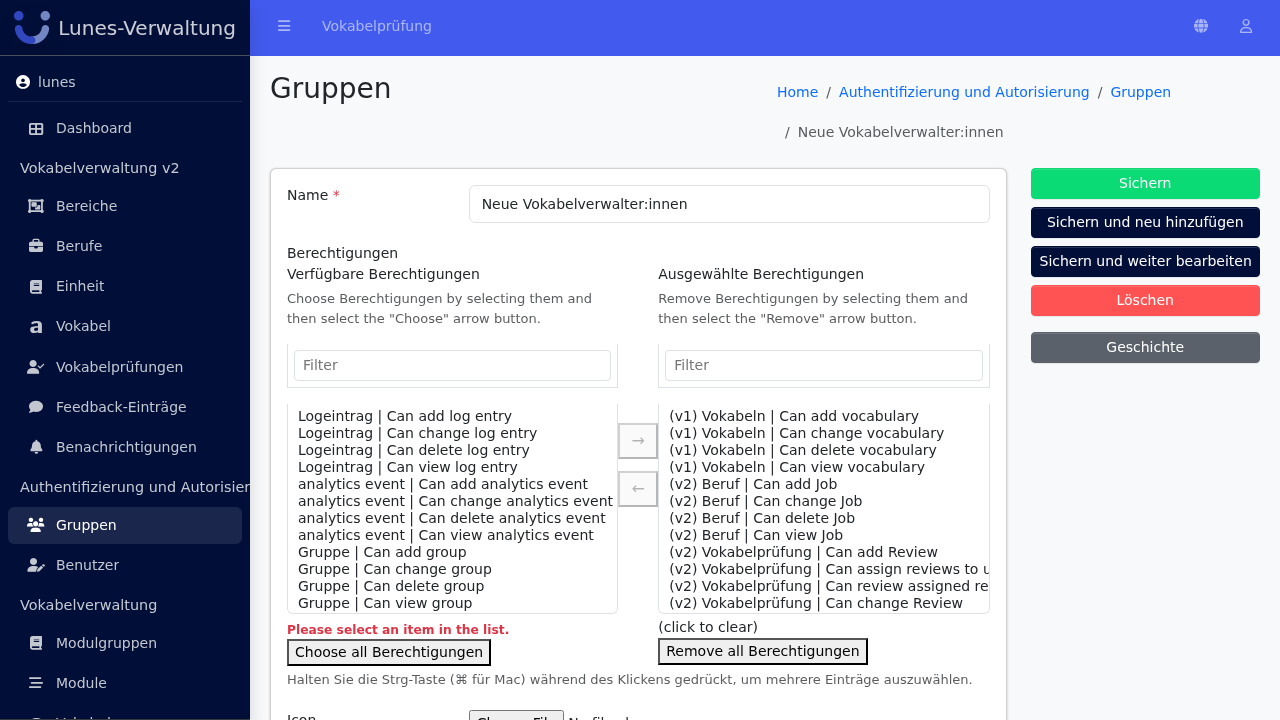 Lunes-Verwaltung
Vokabelprüfung
lunes
Dashboard
Vokabelverwaltung v2
Bereiche
Berufe
Einheit
Vokabel
Vokabelprüfungen
Feedback-Einträge
Benachrichtigungen
Authentifizierung und Autorisier
Gruppen
Benutzer
Vokabelverwaltung
Modulgruppen
Module
Gruppen
Home / Authentifizierung und Autorisierung / Gruppen
/ Neue Vokabelverwalter:innen
Name *
Neue Vokabelverwalter:innen
Berechtigungen
Verfügbare Berechtigungen
Choose Berechtigungen by selecting them and
then select the "Choose" arrow button.
Filter
Logeintrag | Can add log entry
Logeintrag | Can change log entry
Logeintrag | Can delete log entry
Logeintrag | Can view log entry
analytics event | Can add analytics event
analytics event | Can change analytics event
analytics event | Can delete analytics event
analytics event | Can view analytics event
Gruppe | Can add group
Gruppe | Can change group
Gruppe | Can delete group
Gruppe | Can view group
Please select an item in the list.
Choose all Berechtigungen
→
←
Ausgewählte Berechtigungen
Remove Berechtigungen by selecting them and
then select the "Remove" arrow button.
Filter
(v1) Vokabeln | Can add vocabulary
(v1) Vokabeln | Can change vocabulary
(v1) Vokabeln | Can delete vocabulary
(v1) Vokabeln | Can view vocabulary
(v2) Beruf | Can add Job
(v2) Beruf | Can change Job
(v2) Beruf | Can delete Job
(v2) Beruf | Can view Job
(v2) Vokabelprüfung | Can add Review
(v2) Vokabelprüfung | Can assign reviews to u
(v2) Vokabelprüfung | Can review assigned re
(v2) Vokabelprüfung | Can change Review
(click to clear)
Remove all Berechtigungen
Halten Sie die Strg-Taste (⌘ für Mac) während des Klickens gedrückt, um mehrere Einträge auszuwählen.
Icon
Sichern
Sichern und neu hinzufügen
Sichern und weiter bearbeiten
Löschen
Geschichte